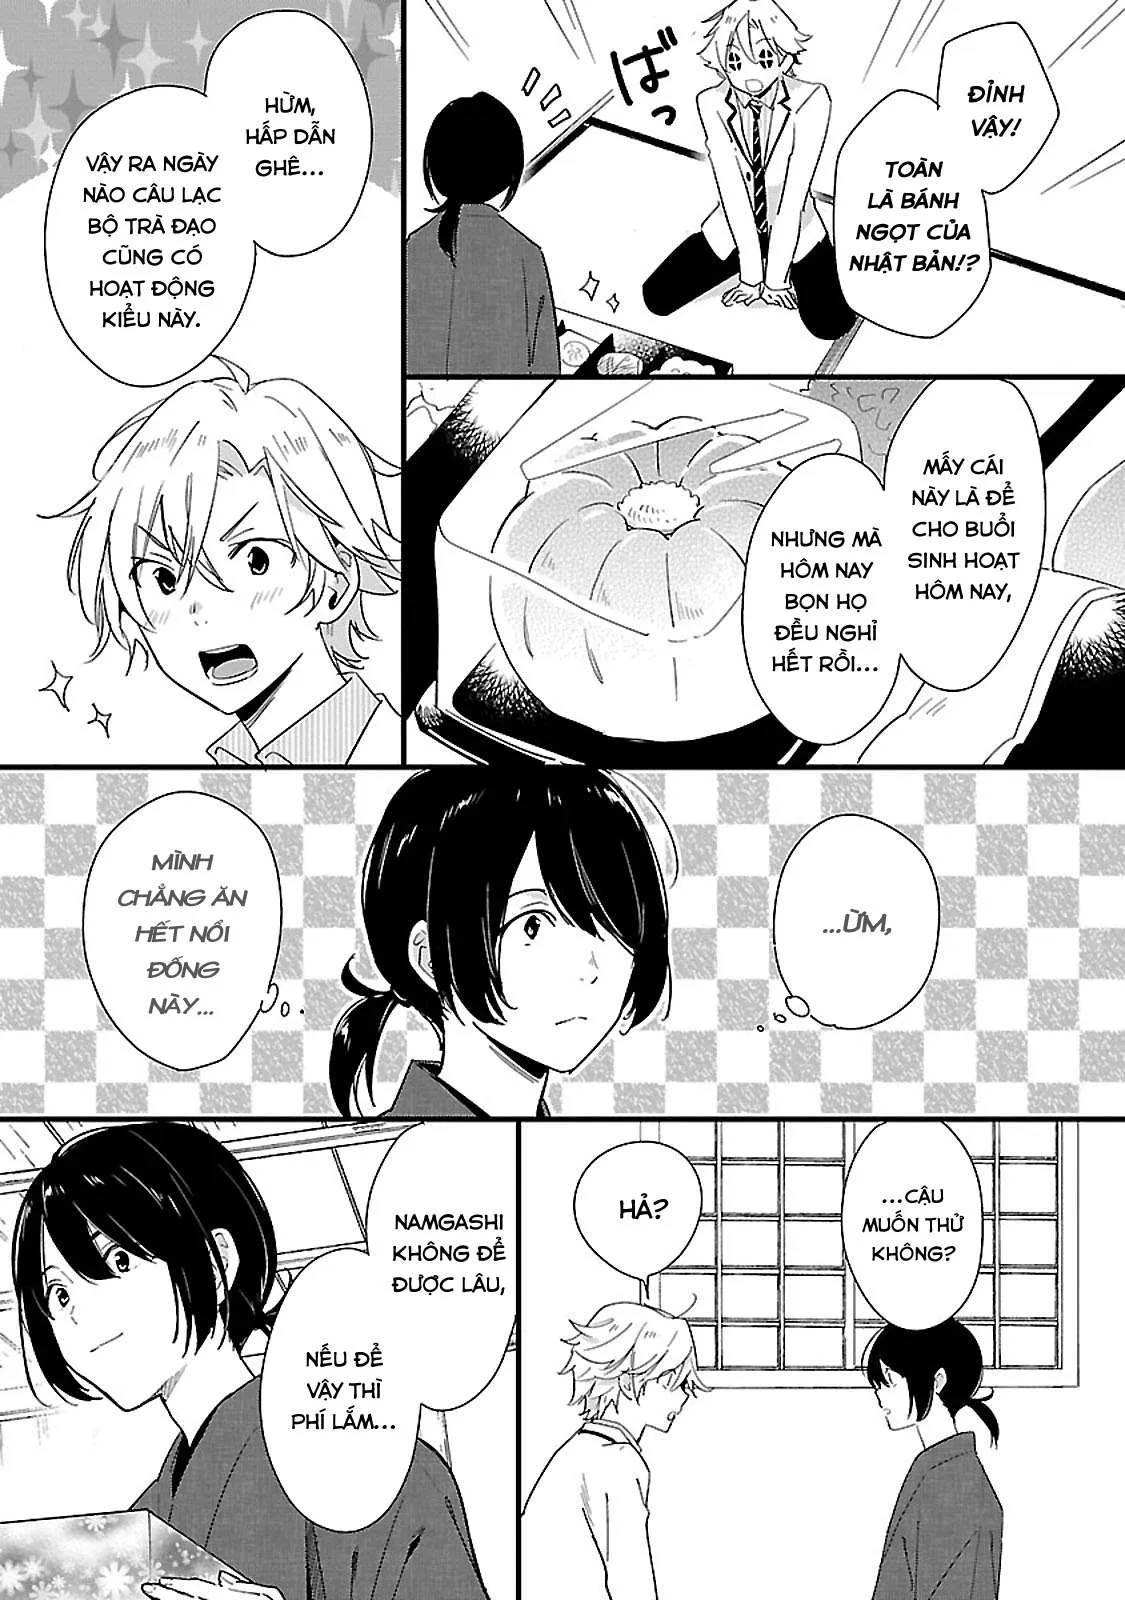 ĐỈNH
VẬY!
TOÀN
LÀ BÁNH
NGỌT CỦA
NHẬT BẢN!?
ばっ
HỪM,
HẤP DẪN
GHÊ...
VẬY RA NGÀY
NÀO CÂU LẠC
BỘ TRÀ ĐẠO
CŨNG CÓ
HOẠT ĐỘNG
KIỂU NÀY.
MẤY CÁI
NÀY LÀ ĐỂ
CHO BUỔI
SINH HOẠT
HÔM NAY,
NHƯNG MÀ
HÔM NAY
BỌN HỌ
ĐỀU NGHỈ
HẾT RỒI...
...ỪM,
MÌNH
CHẲNG ĂN
HẾT NỔI
ĐỐNG
NÀY...
...CẬU
MUỐN THỬ
KHÔNG?
HẢ?
NAMGASHI
KHÔNG ĐỂ
ĐƯỢC LÂU,
NẾU ĐỂ
VẬY THÌ
PHÍ LẮM...